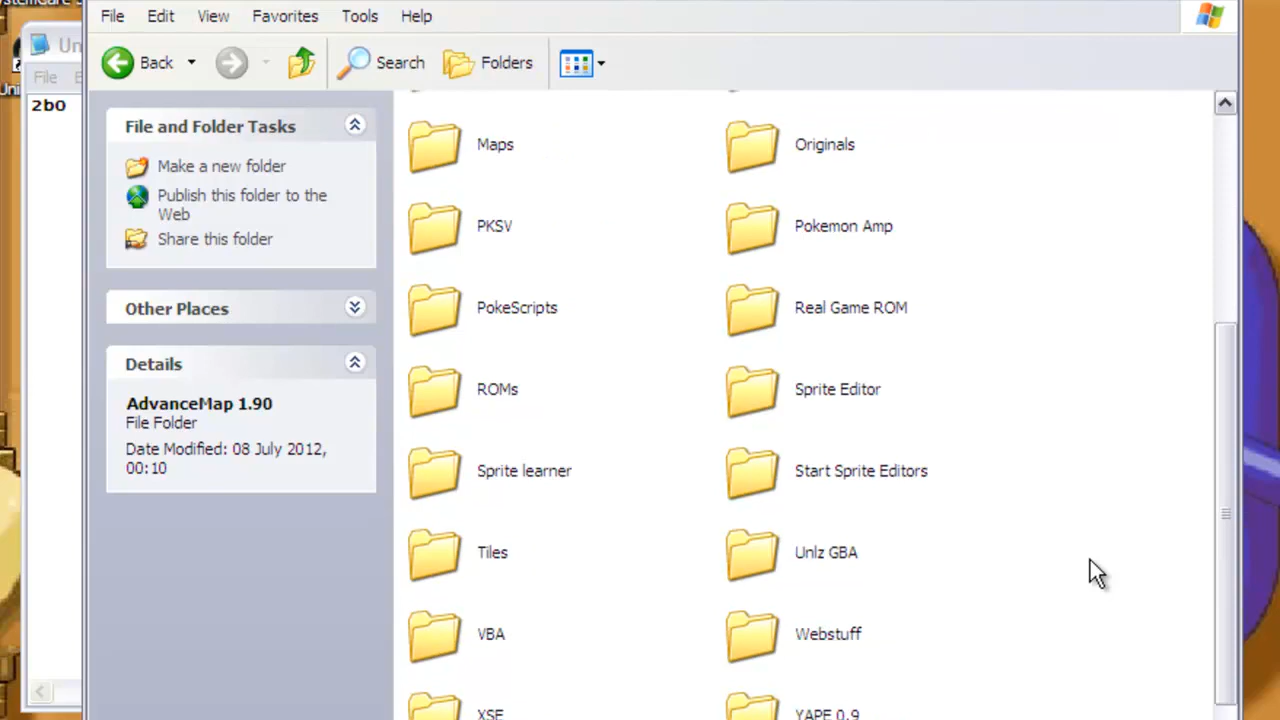 File Edit View Favorites Tools Help
Un
File
2b0
Back Search Folders
File and Folder Tasks
Make a new folder
Publish this folder to the
Web
Share this folder
Other Places
Details
AdvanceMap 1.90
File Folder
Date Modified: 08 July 2012,
00:10
Maps Originals
PKSV Pokemon Amp
PokeScripts Real Game ROM
ROMs Sprite Editor
Sprite learner Start Sprite Editors
Tiles Unlz GBA
VBA Webstuff
XSE YAPE 0.9